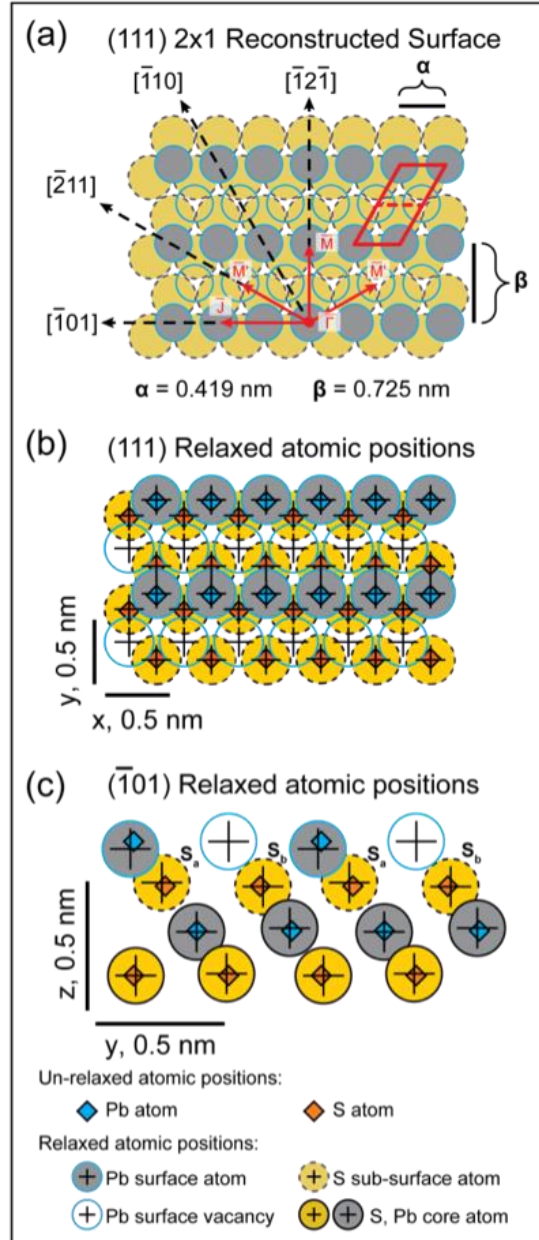 (a) (111) 2x1 Reconstructed Surface
[1̄10] [1̄21̄] α
[2̄11]
M̄
M̄' M̄' β
[1̄01] J̄ Γ̄
α = 0.419 nm β = 0.725 nm
(b) (111) Relaxed atomic positions
y, 0.5 nm
x, 0.5 nm
(c) (1̄01) Relaxed atomic positions
Sa Sb Sa Sb
z, 0.5 nm
y, 0.5 nm
Un-relaxed atomic positions:
Pb atom S atom
Relaxed atomic positions:
Pb surface atom S sub-surface atom
Pb surface vacancy S, Pb core atom